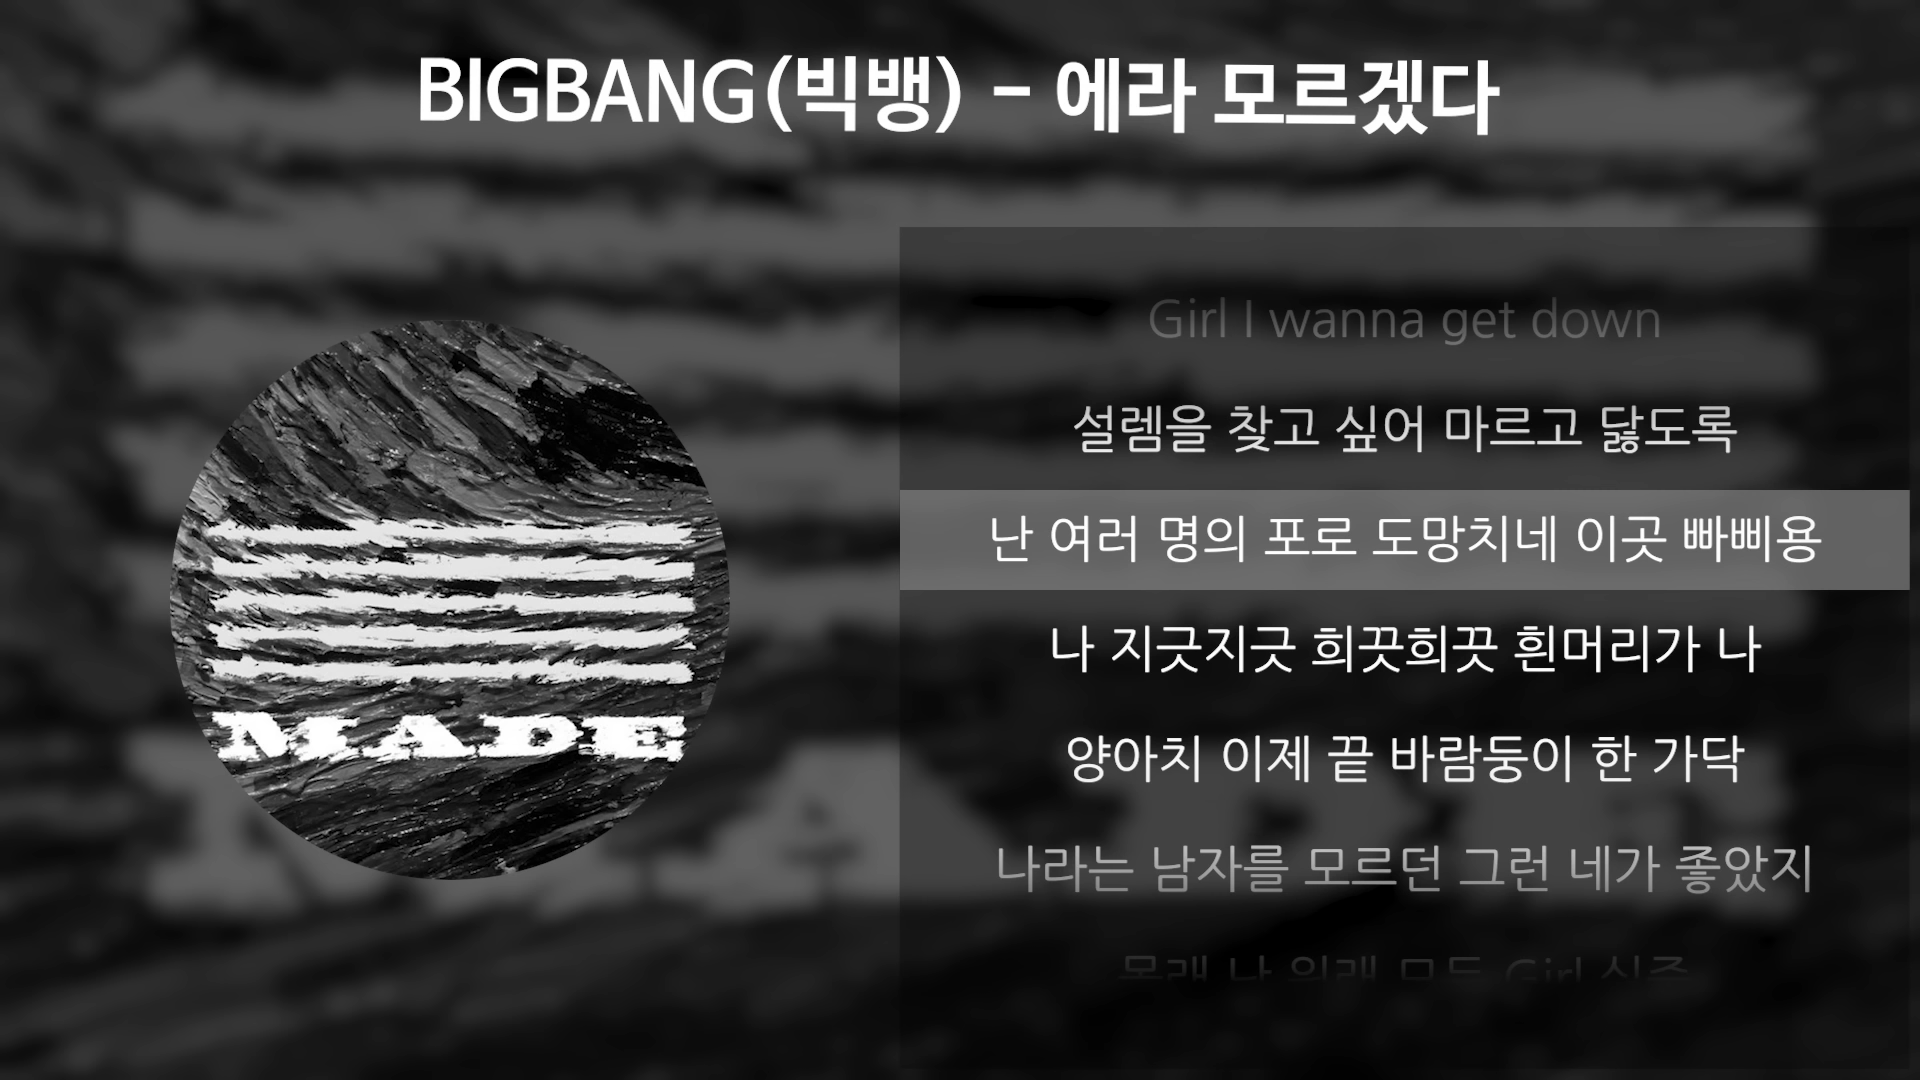 BIGBANG(빅뱅) - 에라 모르겠다
Girl I wanna get down
설렘을 찾고 싶어 마르고 닳도록
난 여러 명의 포로 도망치네 이곳 빠삐용
나 지긋지긋 희끗희끗 흰머리가 나
양아치 이제 끝 바람둥이 한 가닥
나라는 남자를 모르던 그런 네가 좋았지
Girl
MADE